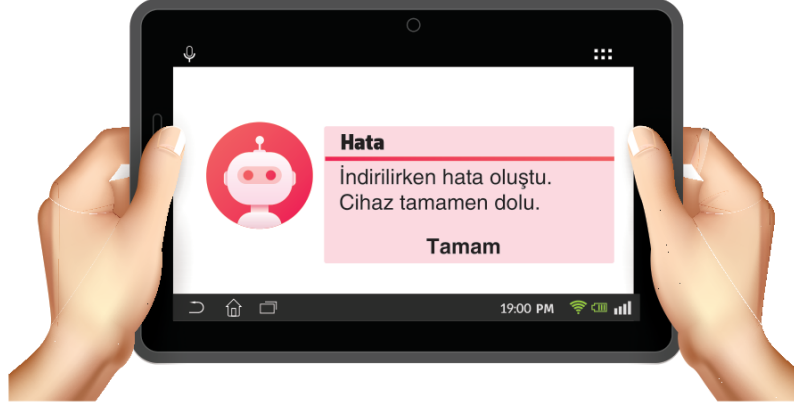 Hata
İndirilirken hata oluştu.
Cihaz tamamen dolu.
Tamam
19:00 PM